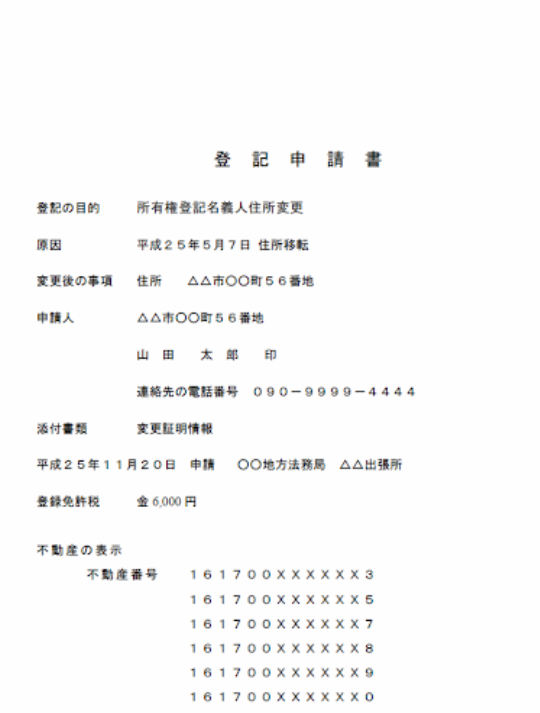 登記申請書
登記の目的　所有権登記名義人住所変更
原因　平成２５年５月７日 住所移転
変更後の事項　住所　△△市〇〇町５６番地
申請人　△△市〇〇町５６番地
山　田　　太　郎　　印
連絡先の電話番号　０９０－９９９９－４４４４
添付書類　変更証明情報
平成２５年１１月２０日　申請　〇〇地方法務局　△△出張所
登録免許税　金 6,000 円
不動産の表示
不動産番号　１６１７００ＸＸＸＸＸＸ３
１６１７００ＸＸＸＸＸＸ５
１６１７００ＸＸＸＸＸＸ７
１６１７００ＸＸＸＸＸＸ８
１６１７００ＸＸＸＸＸＸ９
１６１７００ＸＸＸＸＸＸ０